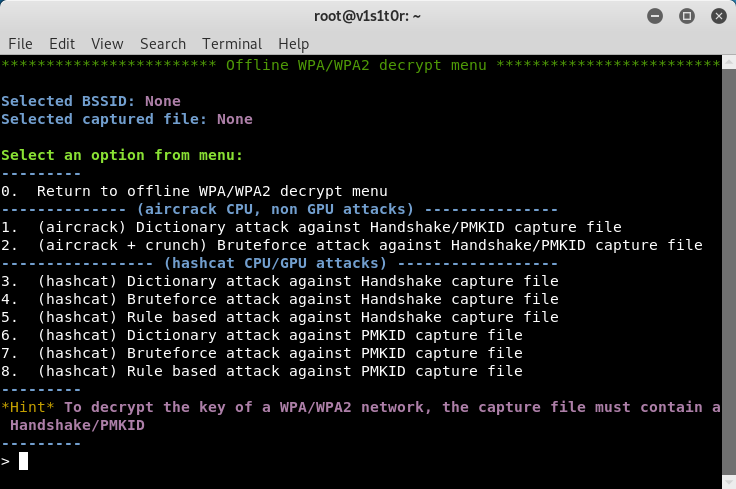 root@v1s1t0r: ~
File Edit View Search Terminal Help
************************ Offline WPA/WPA2 decrypt menu *************************
Selected BSSID: None
Selected captured file: None
Select an option from menu:
---------
0.  Return to offline WPA/WPA2 decrypt menu
-------------- (aircrack CPU, non GPU attacks) ---------------
1.  (aircrack) Dictionary attack against Handshake/PMKID capture file
2.  (aircrack + crunch) Bruteforce attack against Handshake/PMKID capture file
----------------- (hashcat CPU/GPU attacks) ------------------
3.  (hashcat) Dictionary attack against Handshake capture file
4.  (hashcat) Bruteforce attack against Handshake capture file
5.  (hashcat) Rule based attack against Handshake capture file
6.  (hashcat) Dictionary attack against PMKID capture file
7.  (hashcat) Bruteforce attack against PMKID capture file
8.  (hashcat) Rule based attack against PMKID capture file
---------
*Hint* To decrypt the key of a WPA/WPA2 network, the capture file must contain a
Handshake/PMKID
---------
>